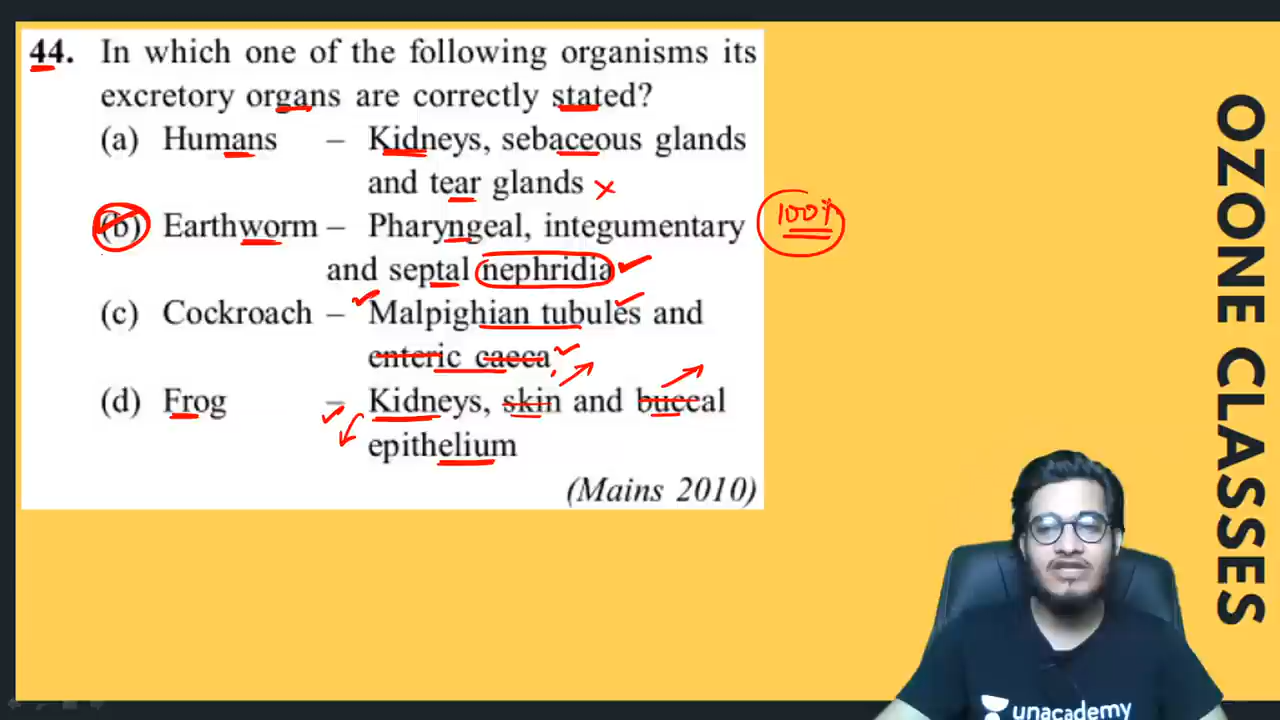 44. In which one of the following organisms its
excretory organs are correctly stated?
(a) Humans – Kidneys, sebaceous glands
and tear glands
(b) Earthworm – Pharyngeal, integumentary
100%
and septal nephridia
(c) Cockroach – Malpighian tubules and
enteric caeca
(d) Frog – Kidneys, skin and buccal
epithelium
(Mains 2010)
OZONE CLASSES
unacademy